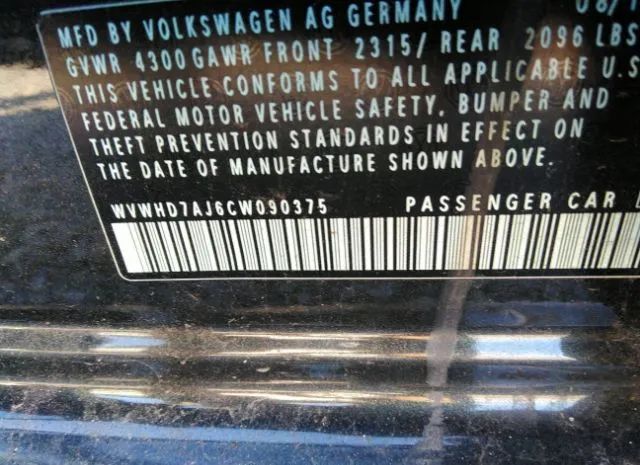 MFD BY VOLKSWAGEN AG GERMANY 08/1
GVWR 4300 GAWR FRONT 2315/ REAR 2096 LBS
THIS VEHICLE CONFORMS TO ALL APPLICABLE U.S
FEDERAL MOTOR VEHICLE SAFETY, BUMPER AND
THEFT PREVENTION STANDARDS IN EFFECT ON
THE DATE OF MANUFACTURE SHOWN ABOVE.
WVWHD7AJ6CW090375 PASSENGER CAR